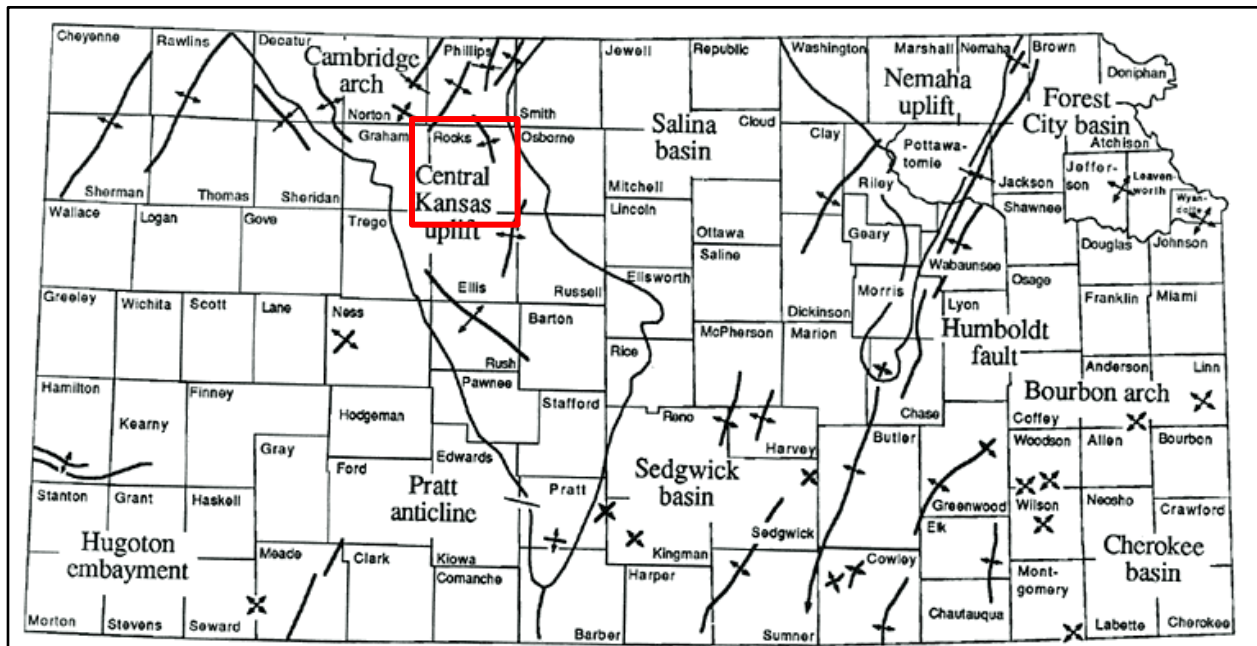 Cheyenne
Rawlins
Decatur
Cambridge
arch
Norton
Phillips
Smith
Jewell
Republic
Washington
Marshall
Nemaha
Brown
Doniphan
Nemaha
uplift
Forest
City basin
Atchison
Sherman
Thomas
Sheridan
Graham
Rooks
Osborne
Central
Kansas
uplift
Salina
basin
Cloud
Mitchell
Clay
Riley
Pottawa-
tomie
Jackson
Jeffer-
son
Leaven-
worth
Wyan-
dotte
Wallace
Logan
Gove
Trego
Ellis
Russell
Lincoln
Ottawa
Saline
Ellsworth
Dickinson
Geary
Morris
Wabaunsee
Shawnee
Osage
Douglas
Johnson
Greeley
Wichita
Scott
Lane
Ness
Rush
Barton
Rice
McPherson
Marion
Lyon
Humboldt
fault
Franklin
Miami
Anderson
Linn
Bourbon arch
Coffey
Hamilton
Kearny
Finney
Hodgeman
Pawnee
Stafford
Reno
Harvey
Chase
Butler
Greenwood
Woodson
Allen
Bourbon
Gray
Ford
Edwards
Pratt
Pratt
anticline
Sedgwick
basin
Sedgwick
Kingman
Elk
Wilson
Neosho
Crawford
Stanton
Grant
Haskell
Hugoton
embayment
Meade
Clark
Kiowa
Comanche
Barber
Harper
Sumner
Cowley
Chautauqua
Mont-
gomery
Cherokee
basin
Labette
Cherokee
Morton
Stevens
Seward